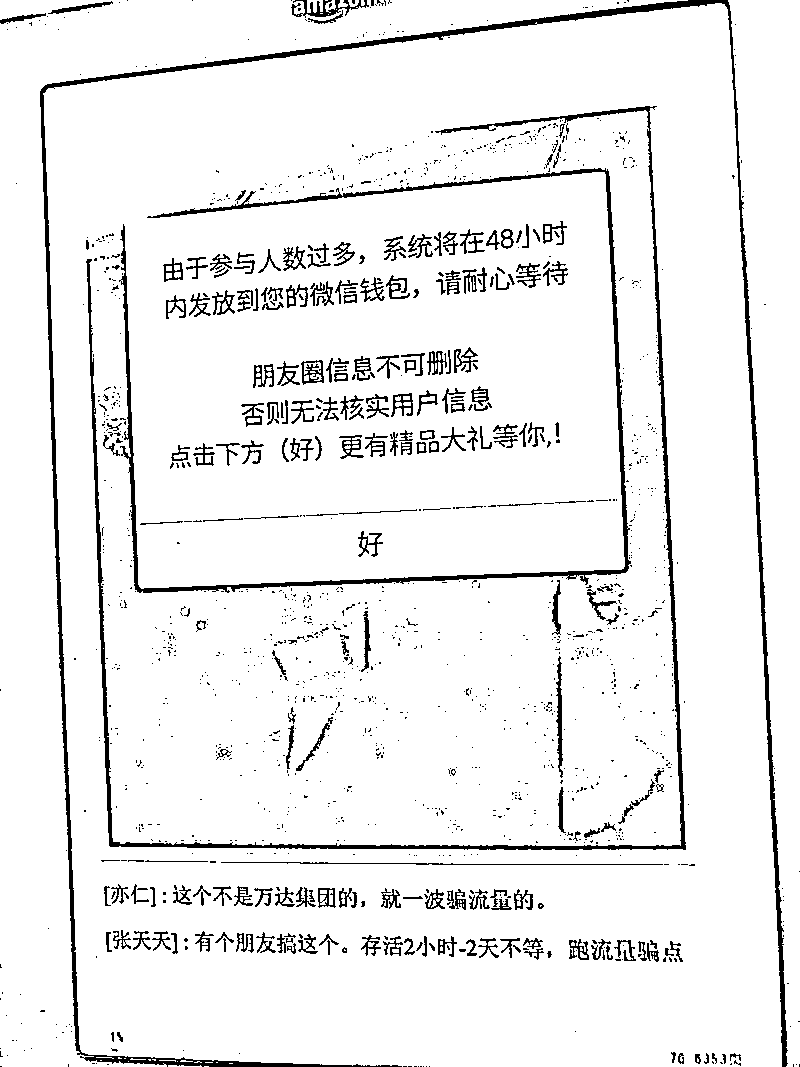 amazon
由于参与人数过多，系统将在48小时
内发放到您的微信钱包，请耐心等待
朋友圈信息不可删除
否则无法核实用户信息
点击下方（好）更有精品大礼等你,！
好
[亦仁]：这个不是万达集团的，就一波骗流量的。
[张天天]：有个朋友搞这个。存活2小时-2天不等，跑流量骗点